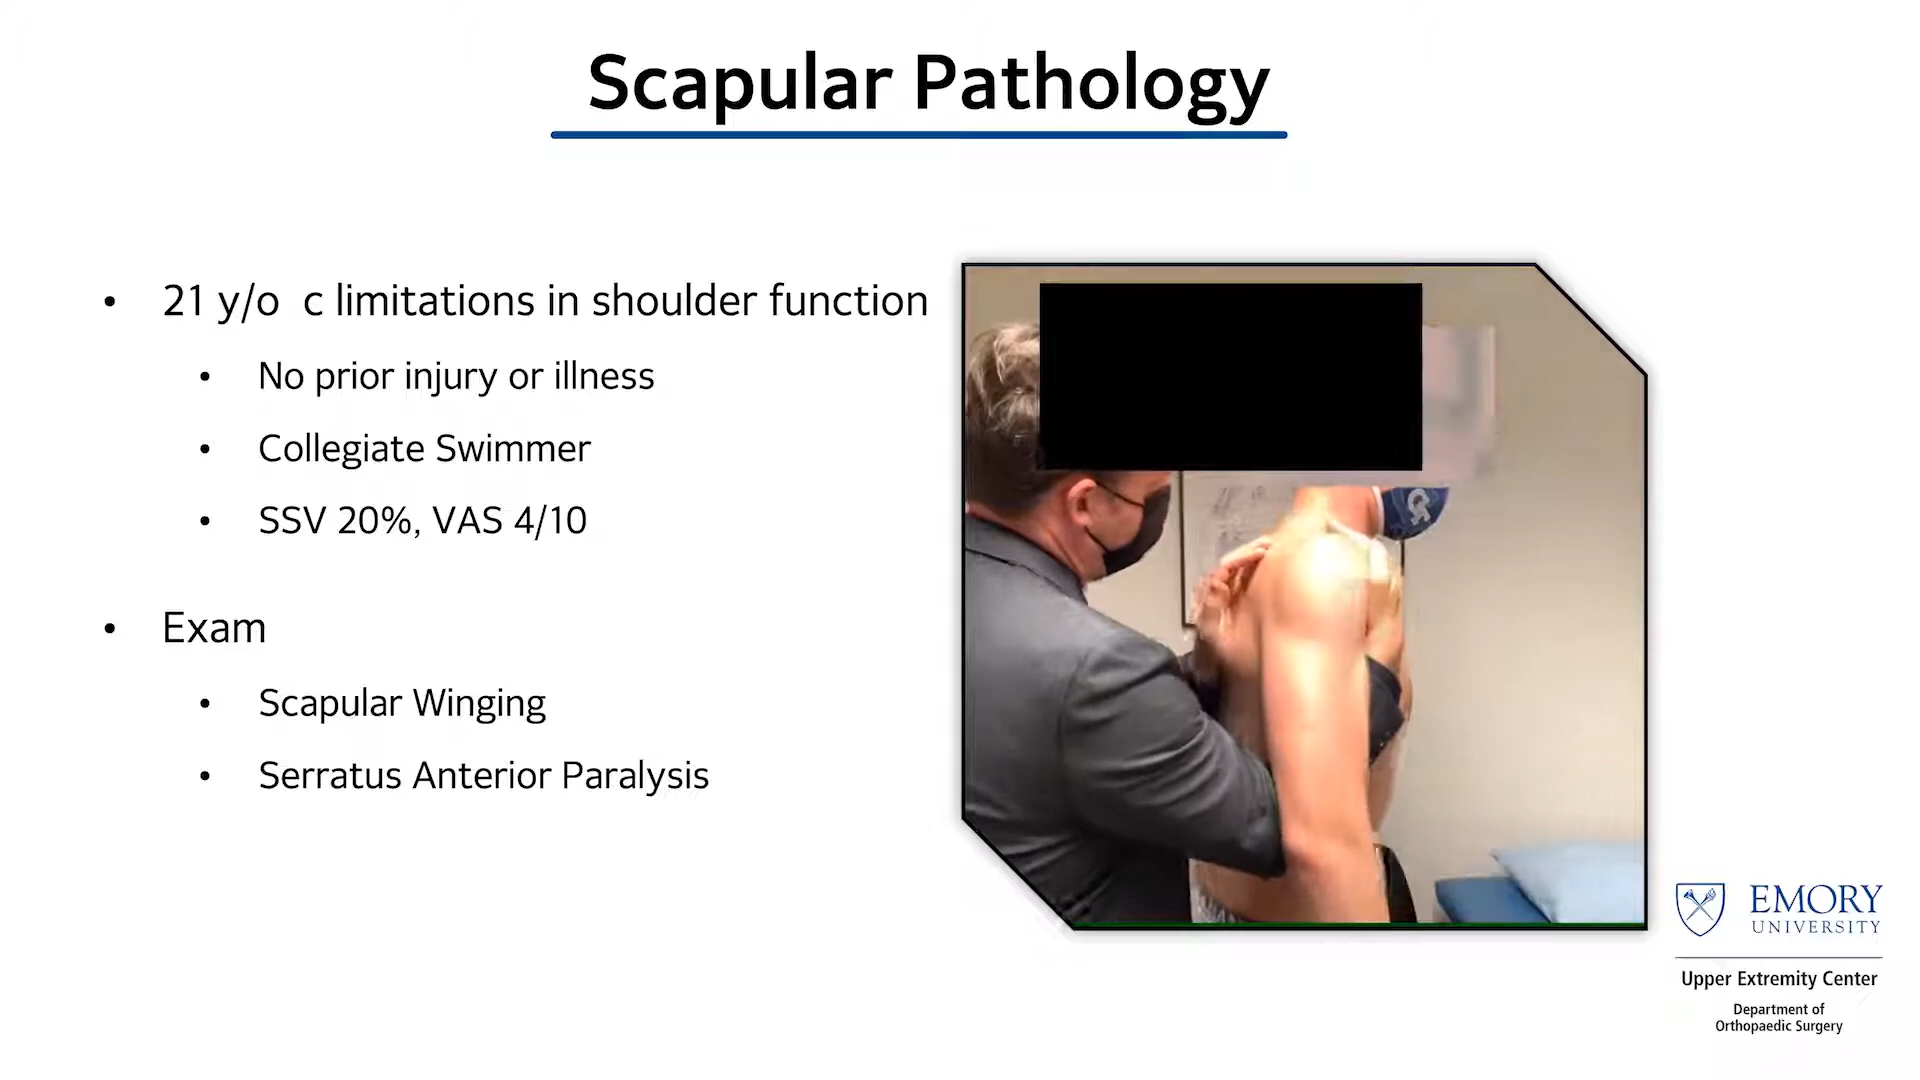 Scapular Pathology
• 21 y/o c limitations in shoulder function
• No prior injury or illness
• Collegiate Swimmer
• SSV 20%, VAS 4/10
• Exam
• Scapular Winging
• Serratus Anterior Paralysis
GT
EMORY
UNIVERSITY
Upper Extremity Center
Department of
Orthopaedic Surgery